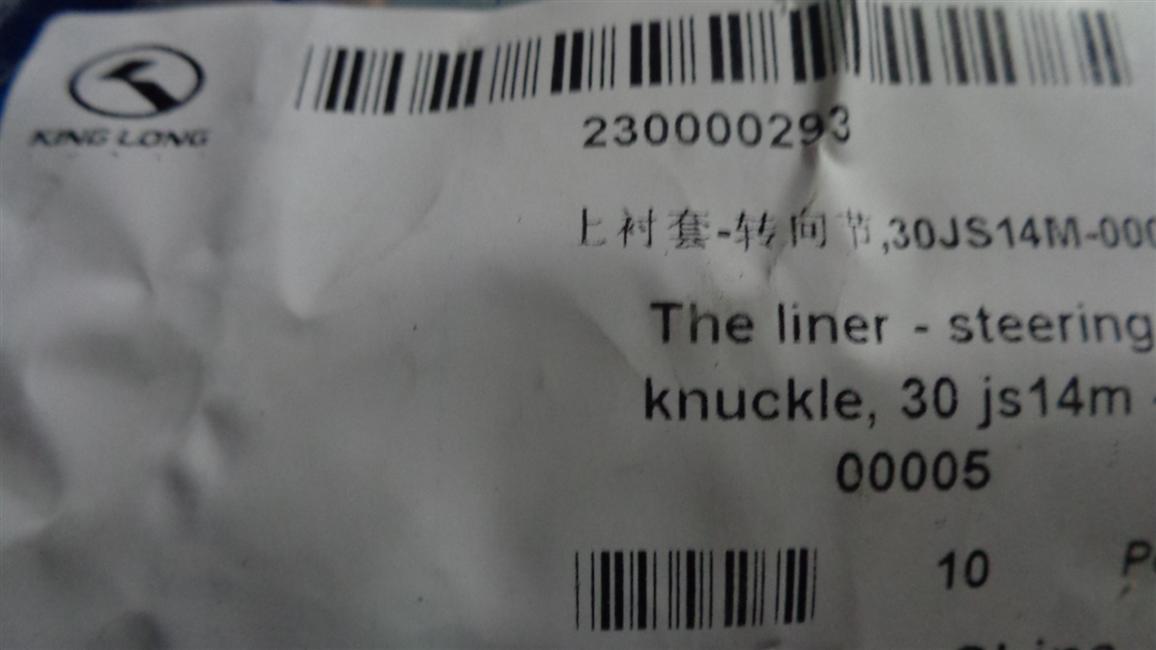 KING LONG
230000293
上衬套-转向节,30JS14M-000
The liner - steering
knuckle, 30 js14m -
00005
10